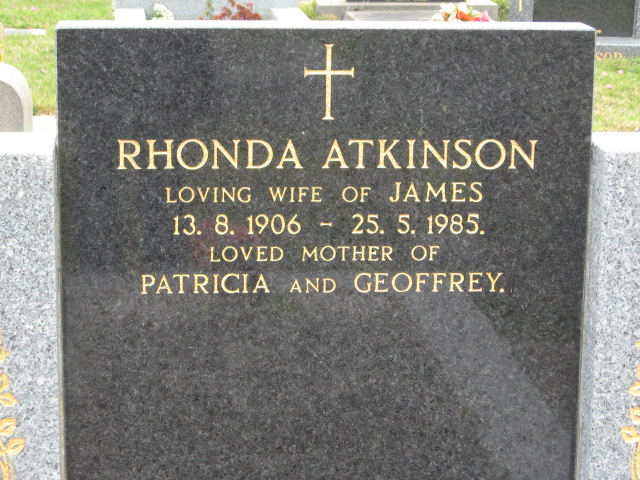 RHONDA ATKINSON
LOVING WIFE OF JAMES
13. 8. 1906 - 25. 5. 1985.
LOVED MOTHER OF
PATRICIA AND GEOFFREY.